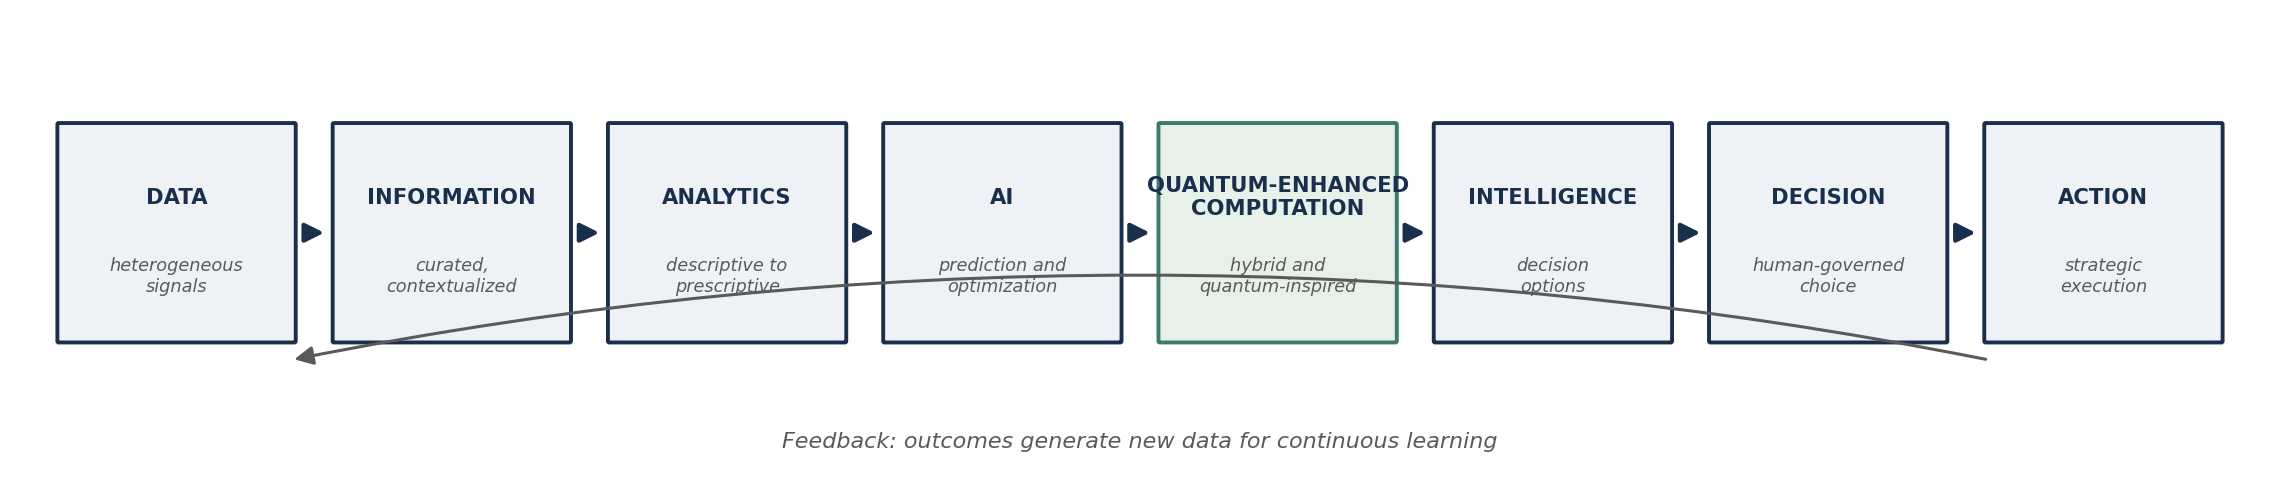 DATA
heterogeneous
signals
INFORMATION
curated,
contextualized
ANALYTICS
descriptive to
prescriptive
AI
prediction and
optimization
QUANTUM-ENHANCED
COMPUTATION
hybrid and
quantum-inspired
INTELLIGENCE
decision
options
DECISION
human-governed
choice
ACTION
strategic
execution
Feedback: outcomes generate new data for continuous learning